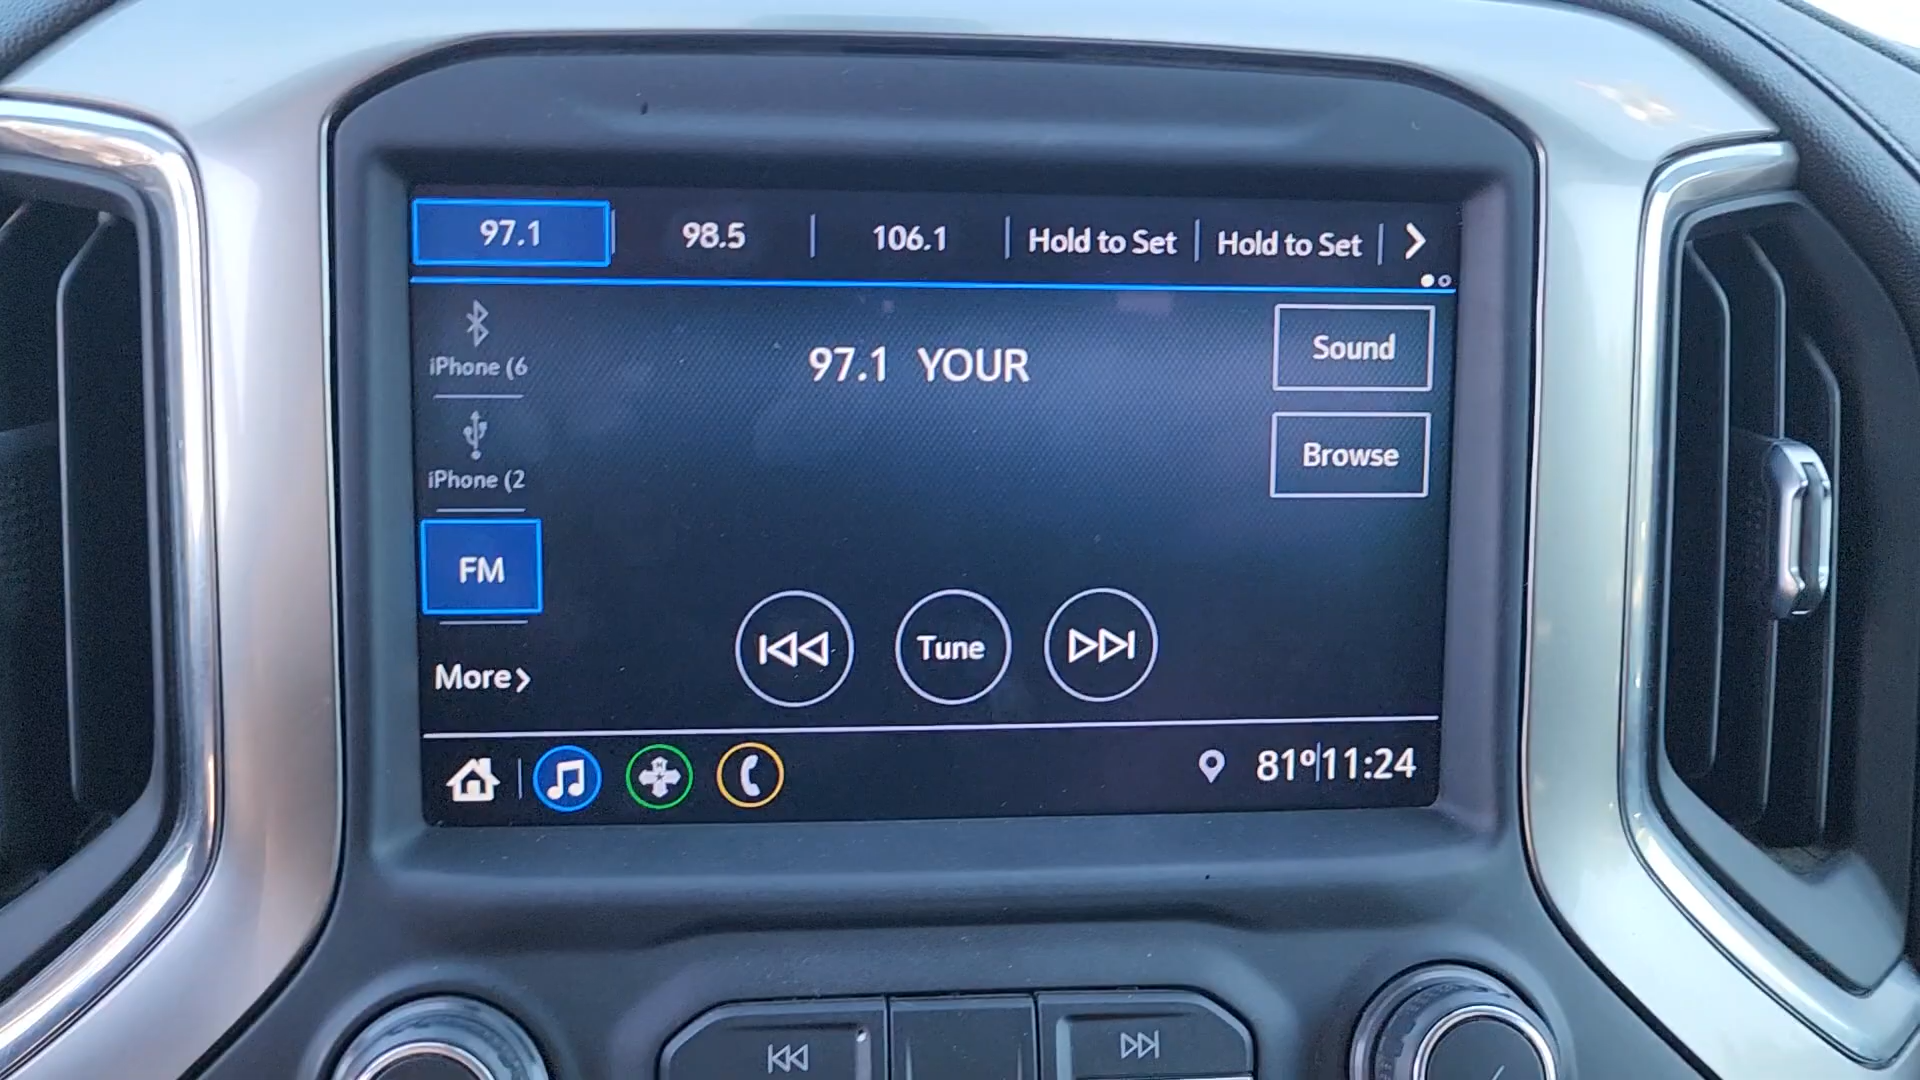 97.1 | 98.5 | 106.1 | Hold to Set | Hold to Set |
iPhone (6
97.1 YOUR
Sound
iPhone (2
Browse
FM
More
Tune
81º 11:24